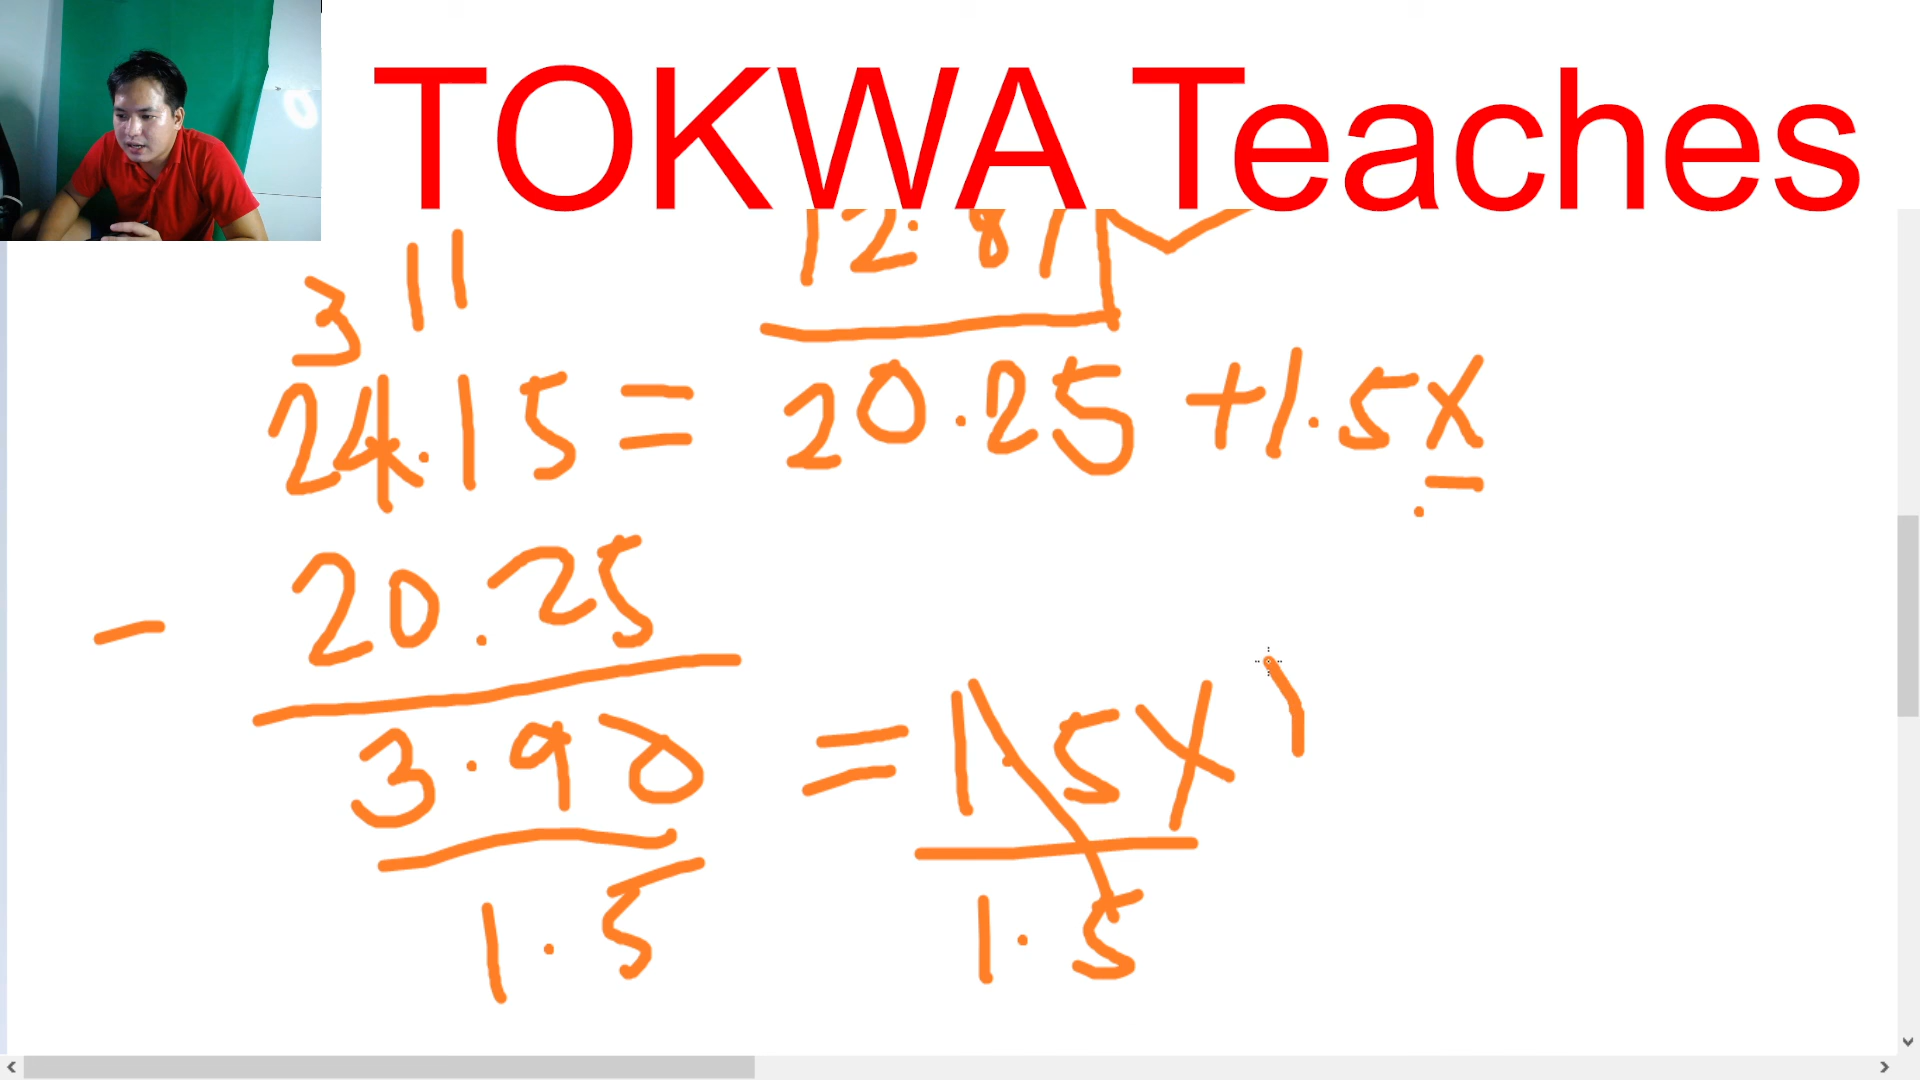 TOKWA Teaches
12.87
3 11
24.15 = 20.25 + 1.5x
- 20.25
3.90 = 1.5x
1.5 1.5